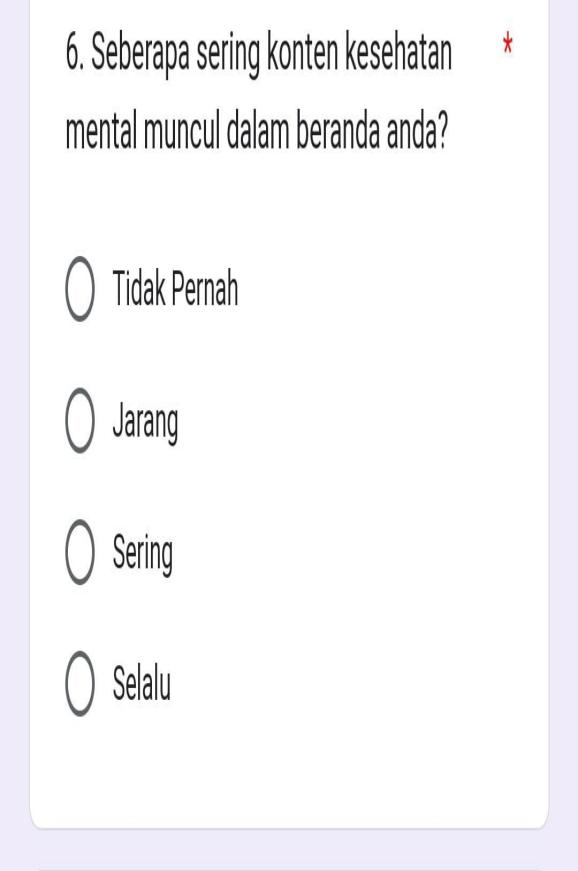 6. Seberapa sering konten kesehatan *
mental muncul dalam beranda anda?
Tidak Pernah
Jarang
Sering
Selalu